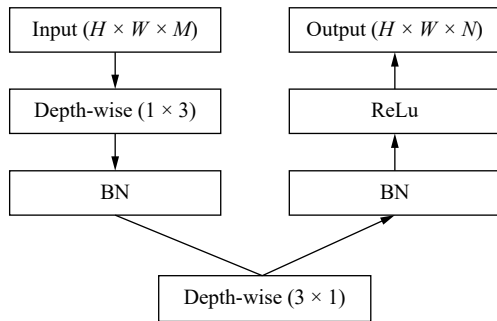 Input (H × W × M)
Depth-wise (1 × 3)
BN
Depth-wise (3 × 1)
BN
ReLu
Output (H × W × N)